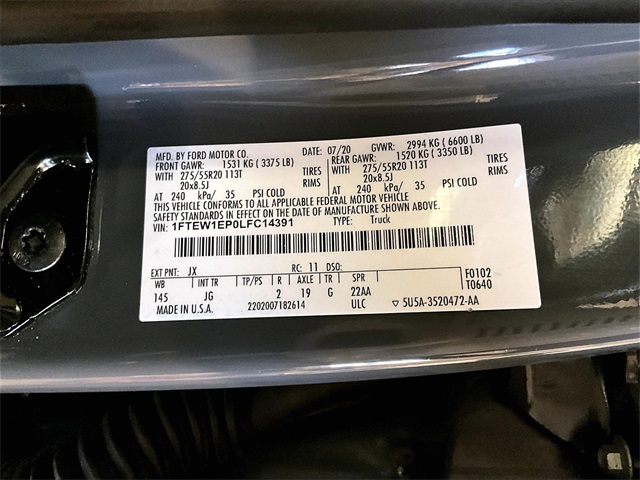 MFD. BY FORD MOTOR CO. DATE: 07/20 GVWR: 2994 KG ( 6600 LB)
FRONT GAWR: 1531 KG ( 3375 LB) REAR GAWR: 1520 KG ( 3350 LB)
WITH 275/55R20 113T TIRES WITH 275/55R20 113T TIRES
20x8.5J RIMS 20x8.5J RIMS
AT 240 kPa/ 35 PSI COLD AT 240 kPa/ 35 PSI COLD
THIS VEHICLE CONFORMS TO ALL APPLICABLE FEDERAL MOTOR VEHICLE
SAFETY STANDARDS IN EFFECT ON THE DATE OF MANUFACTURE SHOWN ABOVE
VIN: 1FTEW1EP0LFC14391 TYPE: Truck
EXT PNT: JX RC: 11 DSO: F0102
WB INT TR TP/PS R AXLE TR SPR T0640
145 JG 2 19 G 22AA
MADE IN U.S.A. 2202007182614 ULC ▽ 5U5A-3520472-AA